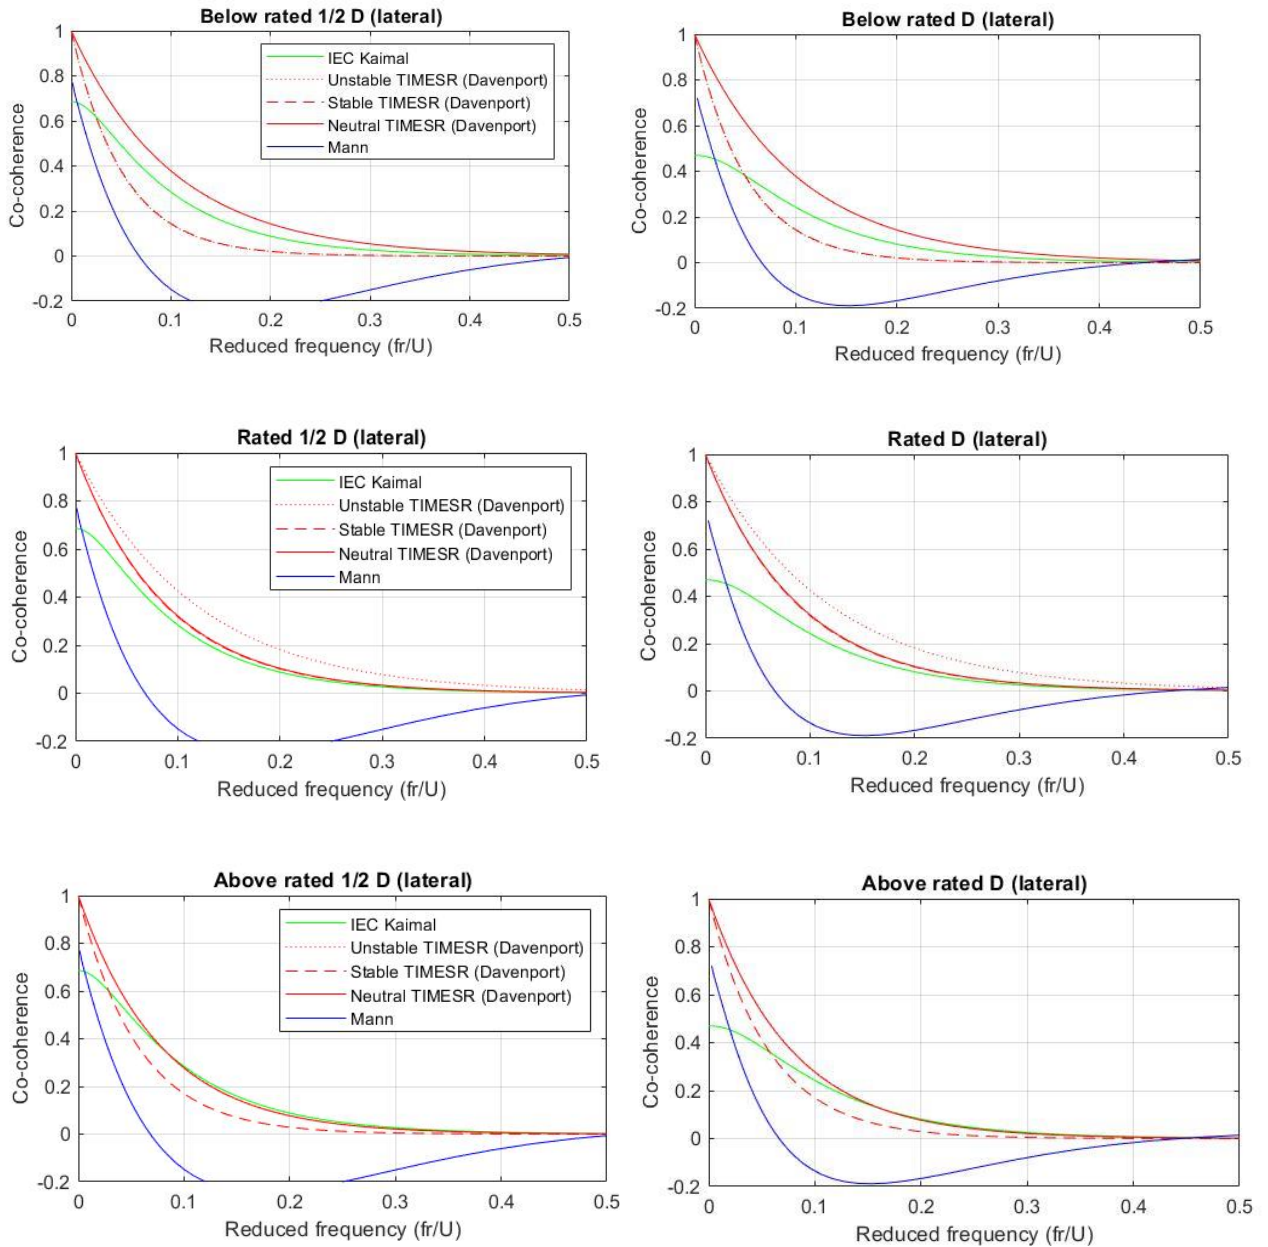 Below rated 1/2 D (lateral)
1
0.8
0.6
0.4
0.2
0
-0.2
Co-coherence
IEC Kaimal
Unstable TIMESR (Davenport)
Stable TIMESR (Davenport)
Neutral TIMESR (Davenport)
Mann
0 0.1 0.2 0.3 0.4 0.5
Reduced frequency (fr/U)
Below rated D (lateral)
1
0.8
0.6
0.4
0.2
0
-0.2
Co-coherence
0.1 0.2 0.3 0.4 0.5
Reduced frequency (fr/U)
Rated 1/2 D (lateral)
1
0.8
0.6
0.4
0.2
0
-0.2
Co-coherence
IEC Kaimal
Unstable TIMESR (Davenport)
Stable TIMESR (Davenport)
Neutral TIMESR (Davenport)
Mann
0 0.1 0.2 0.3 0.4 0.5
Reduced frequency (fr/U)
Rated D (lateral)
1
0.8
0.6
0.4
0.2
0
-0.2
Co-coherence
0 0.1 0.2 0.3 0.4 0.5
Reduced frequency (fr/U)
Above rated 1/2 D (lateral)
1
0.8
0.6
0.4
0.2
0
-0.2
Co-coherence
IEC Kaimal
Unstable TIMESR (Davenport)
Stable TIMESR (Davenport)
Neutral TIMESR (Davenport)
Mann
0 0.1 0.2 0.3 0.4 0.5
Reduced frequency (fr/U)
Above rated D (lateral)
1
0.8
0.6
0.4
0.2
0
-0.2
Co-coherence
0 0.1 0.2 0.3 0.4 0.5
Reduced frequency (fr/U)